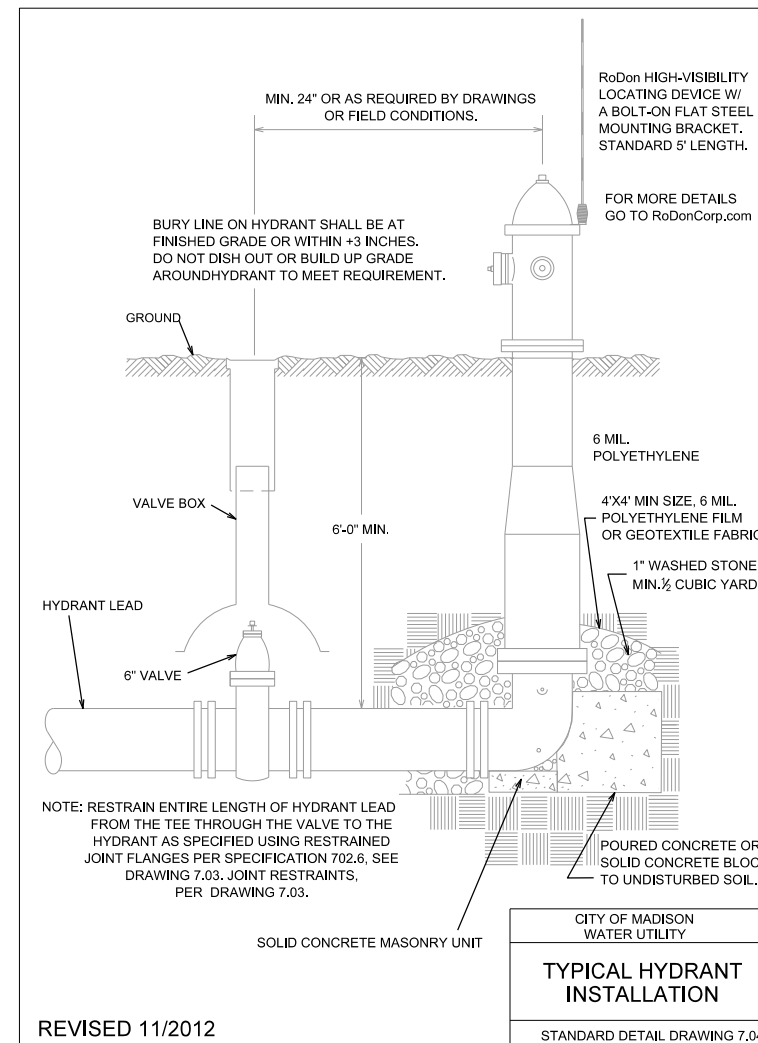 RoDon HIGH-VISIBILITY
LOCATING DEVICE W/
A BOLT-ON FLAT STEEL
MOUNTING BRACKET.
STANDARD 5' LENGTH.
MIN. 24" OR AS REQUIRED BY DRAWINGS
OR FIELD CONDITIONS.
FOR MORE DETAILS
GO TO RoDonCorp.com
BURY LINE ON HYDRANT SHALL BE AT
FINISHED GRADE OR WITHIN +3 INCHES.
DO NOT DISH OUT OR BUILD UP GRADE
AROUNDHYDRANT TO MEET REQUIREMENT.
GROUND
6 MIL.
POLYETHYLENE
VALVE BOX
6'-0" MIN.
4'X4' MIN SIZE, 6 MIL.
POLYETHYLENE FILM
OR GEOTEXTILE FABRIC
1" WASHED STONE
MIN.½ CUBIC YARD
HYDRANT LEAD
6" VALVE
NOTE: RESTRAIN ENTIRE LENGTH OF HYDRANT LEAD
FROM THE TEE THROUGH THE VALVE TO THE
HYDRANT AS SPECIFIED USING RESTRAINED
JOINT FLANGES PER SPECIFICATION 702.6, SEE
DRAWING 7.03. JOINT RESTRAINTS,
PER DRAWING 7.03.
POURED CONCRETE OR
SOLID CONCRETE BLOC
TO UNDISTURBED SOIL.
SOLID CONCRETE MASONRY UNIT
CITY OF MADISON
WATER UTILITY
TYPICAL HYDRANT
INSTALLATION
REVISED 11/2012
STANDARD DETAIL DRAWING 7.04